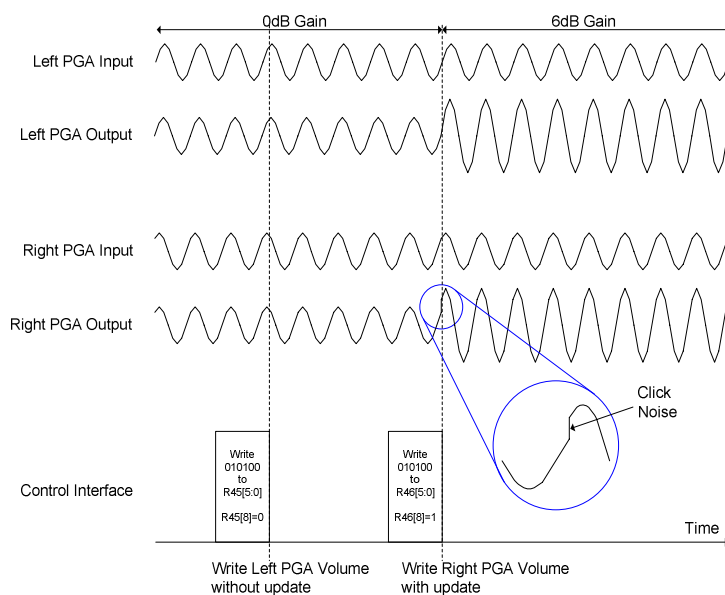 0dB Gain
6dB Gain
Left PGA Input
Left PGA Output
Right PGA Input
Right PGA Output
Click
Noise
Control Interface
Write
010100
to
R45[5:0]
R45[8]=0
Write
010100
to
R46[5:0]
R46[8]=1
Time
Write Left PGA Volume
without update
Write Right PGA Volume
with update